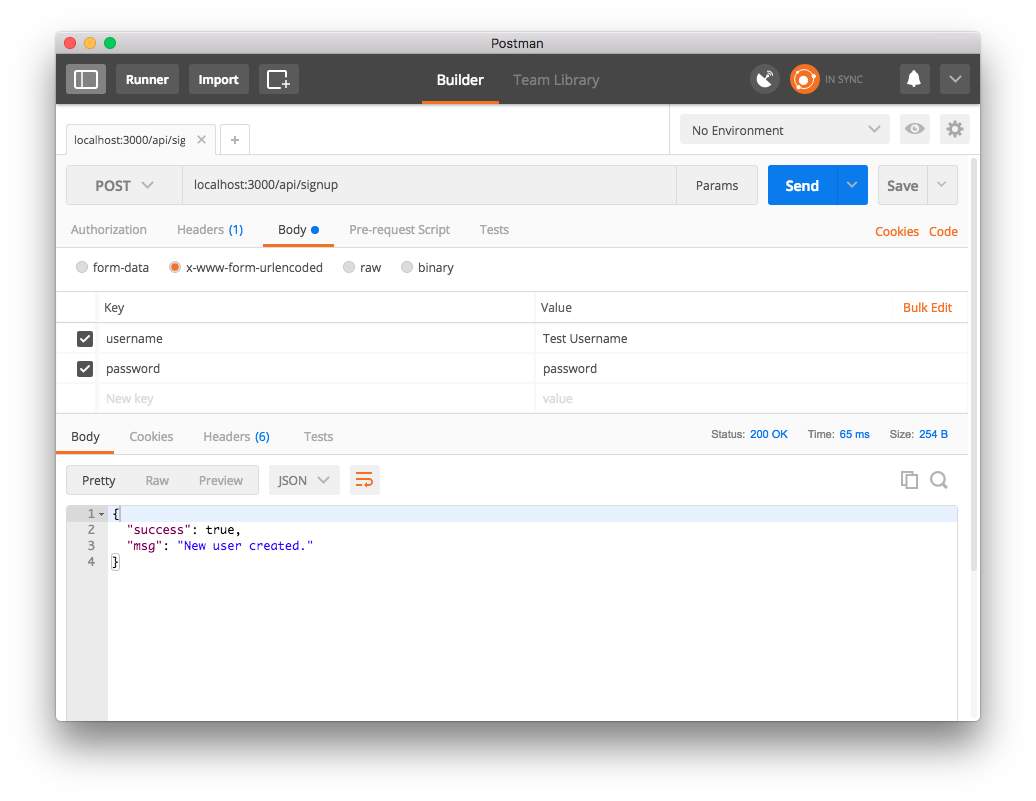 Postman
Runner Import Builder Team Library IN SYNC
localhost:3000/api/sig No Environment
POST localhost:3000/api/signup Params Send Save
Authorization Headers (1) Body Pre-request Script Tests Cookies Code
form-data x-www-form-urlencoded raw binary
Key Value Bulk Edit
username Test Username
password password
New key value
Body Cookies Headers (6) Tests Status: 200 OK Time: 65 ms Size: 254 B
Pretty Raw Preview JSON
1 {
2 "success": true,
3 "msg": "New user created."
4 }